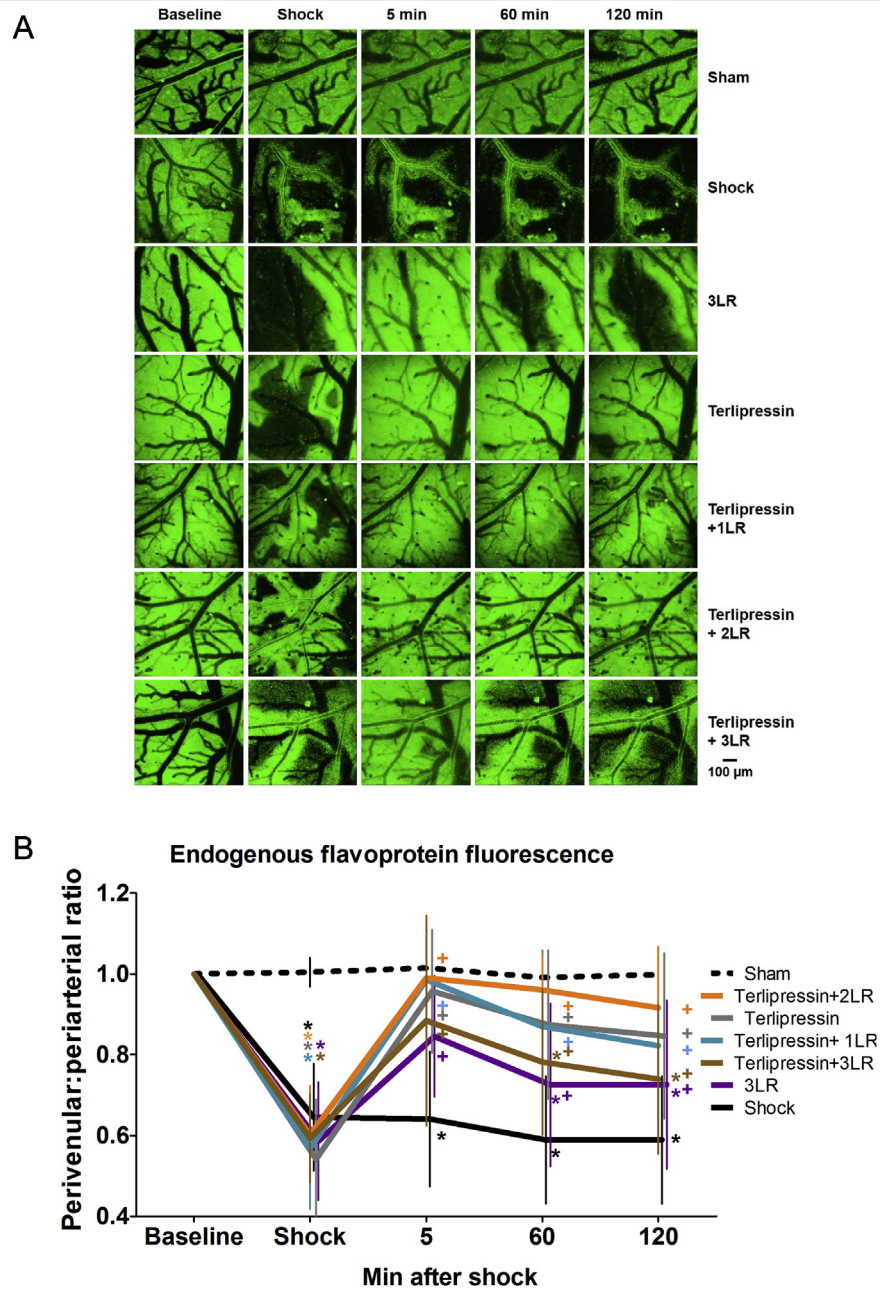 A
Baseline Shock 5 min 60 min 120 min
Sham
Shock
3LR
Terlipressin
Terlipressin
+1LR
Terlipressin
+ 2LR
Terlipressin
+ 3LR
100 µm
B
Endogenous flavoprotein fluorescence
Perivenular:periarterial ratio
1.2
1.0
0.8
0.6
0.4
Baseline Shock 5 60 120
Min after shock
Sham
Terlipressin+2LR
Terlipressin
Terlipressin+ 1LR
Terlipressin+3LR
3LR
Shock